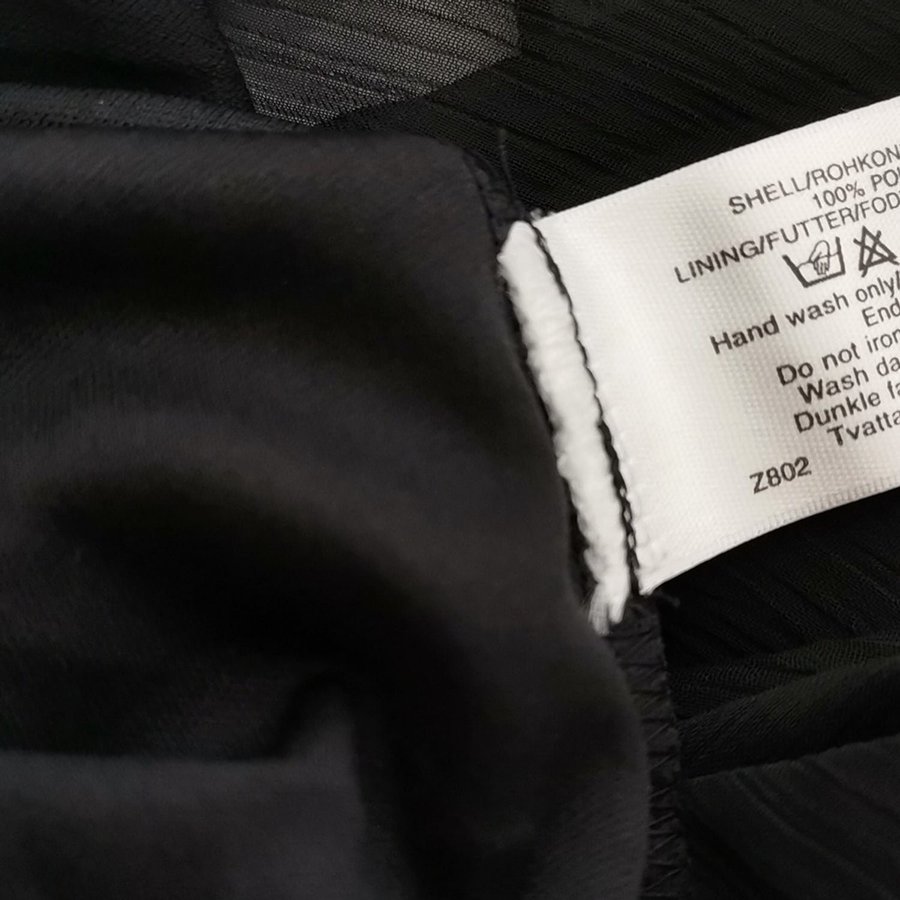 SHELL/ROHKON
100% PO
LINING/FUTTER/FOD
Hand wash only/
End
Do not iron
Wash da
Dunkle fa
Tvatta
Z802